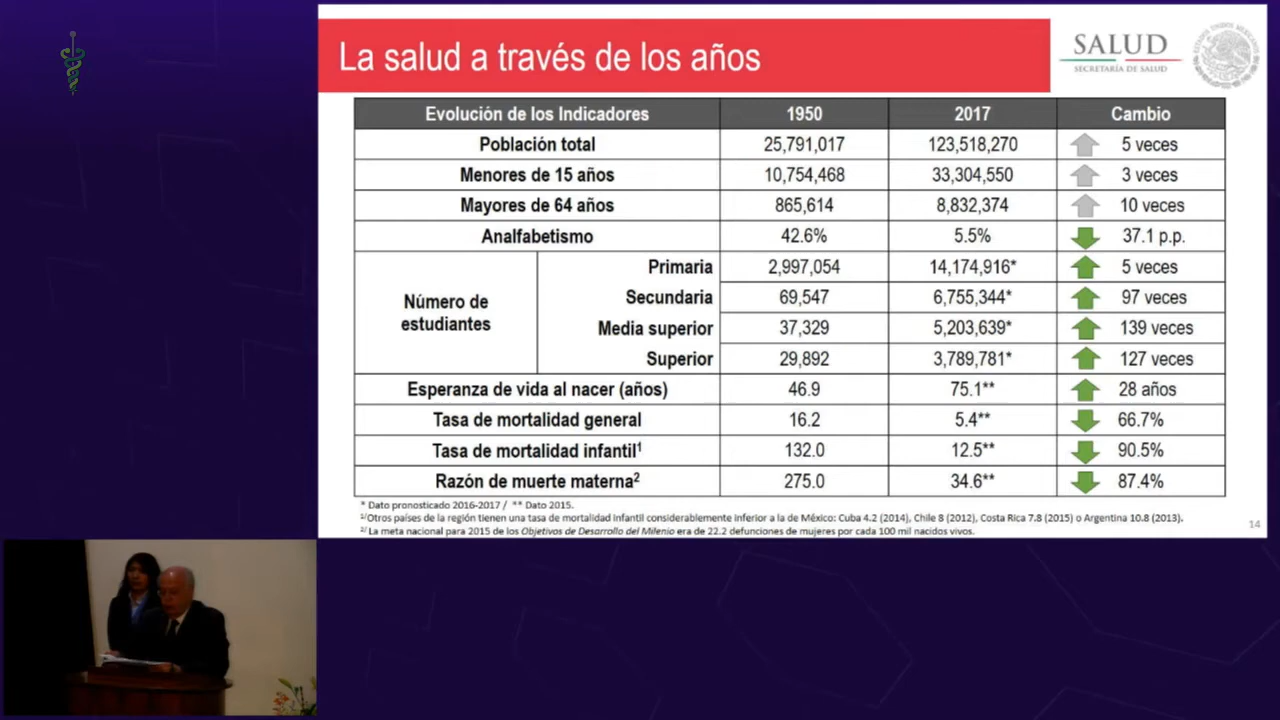 La salud a través de los años
SALUD
SECRETARÍA DE SALUD
Evolución de los Indicadores 1950 2017 Cambio
Población total 25,791,017 123,518,270 5 veces
Menores de 15 años 10,754,468 33,304,550 3 veces
Mayores de 64 años 865,614 8,832,374 10 veces
Analfabetismo 42.6% 5.5% 37.1 p.p.
Número de estudiantes
Primaria 2,997,054 14,174,916* 5 veces
Secundaria 69,547 6,755,344* 97 veces
Media superior 37,329 5,203,639* 139 veces
Superior 29,892 3,789,781* 127 veces
Esperanza de vida al nacer (años) 46.9 75.1** 28 años
Tasa de mortalidad general 16.2 5.4** 66.7%
Tasa de mortalidad infantil¹ 132.0 12.5** 90.5%
Razón de muerte materna² 275.0 34.6** 87.4%
* Dato pronosticado 2016-2017 / ** Dato 2015.
1/Otros países de la región tienen una tasa de mortalidad infantil considerablemente inferior a la de México: Cuba 4.2 (2014), Chile 8 (2012), Costa Rica 7.8 (2015) o Argentina 10.8 (2013).
2/ La meta nacional para 2015 de los Objetivos de Desarrollo del Milenio era de 22.2 defunciones de mujeres por cada 100 mil nacidos vivos.
14